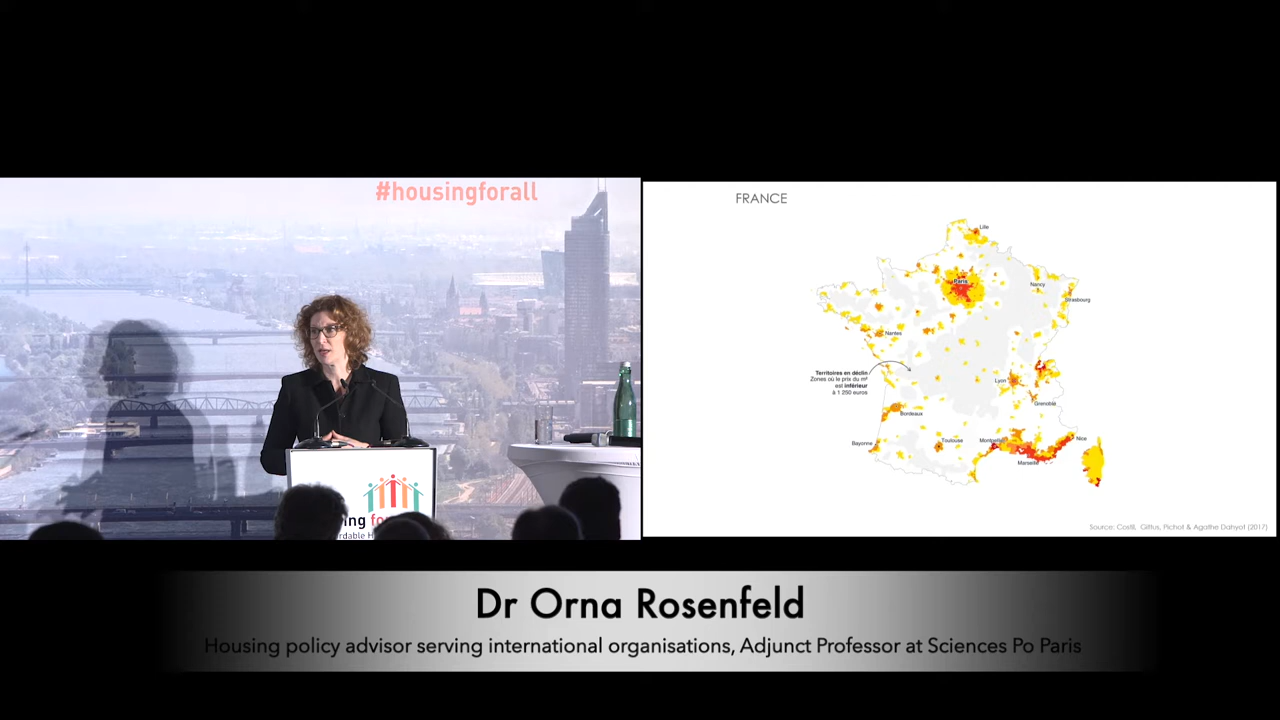 #housingforall
ing fo
rdable H
FRANCE
Lille
Paris
Nancy
Strasbourg
Nantes
Territoires en déclin
Zones où le prix du m²
est inférieur
à 1 250 euros
Lyon
Grenoble
Bordeaux
Bayonne
Toulouse
Montpellier
Nice
Marseille
Source: Costil, Gittus, Pichot & Agathe Dahyot (2017)
Dr Orna Rosenfeld
Housing policy advisor serving international organisations, Adjunct Professor at Sciences Po Paris